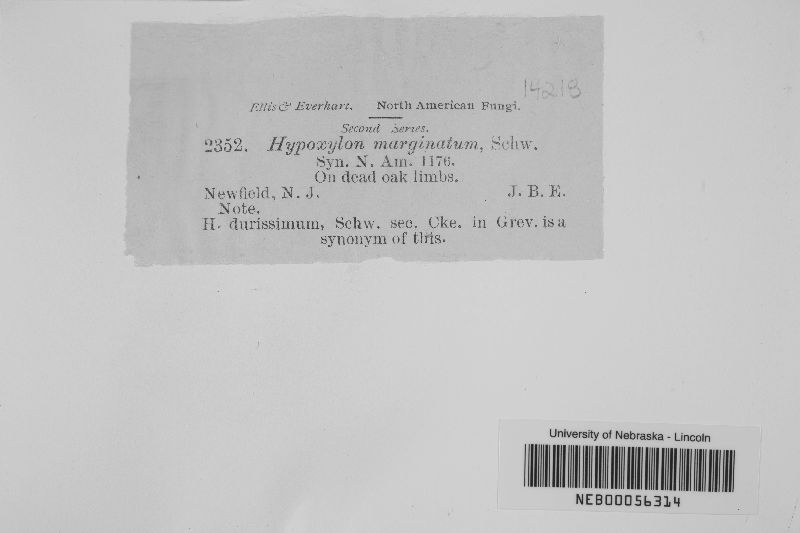 14218
Ellis & Everhart. North American Fungi.
Second Series.
2352. Hypoxylon marginatum, Schw.
Syn. N. Am. 1176.
On dead oak limbs.
Newfield, N. J. J. B. E.
Note.
H. durissimum, Schw. sec. Cke. in Grev. is a
synonym of this.
University of Nebraska - Lincoln
NEB00056314